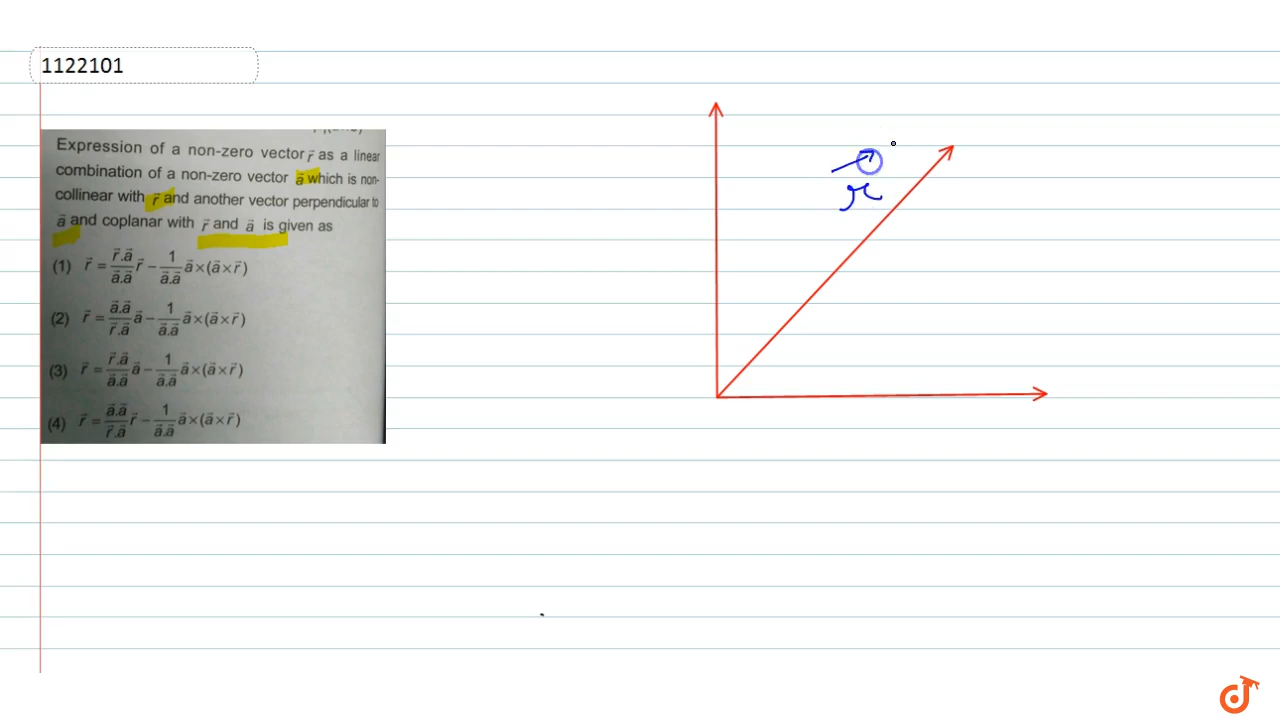 1122101
Expression of a non-zero vector r⃗ as a linear
combination of a non-zero vector a⃗ which is non-
collinear with r⃗ and another vector perpendicular to
a⃗ and coplanar with r⃗ and a⃗ is given as
(1) r⃗ = (r⃗.a⃗)/(a⃗.a⃗) r⃗ − 1/(a⃗.a⃗) a⃗×(a⃗×r⃗)
(2) r⃗ = (a⃗.a⃗)/(r⃗.a⃗) a⃗ − 1/(a⃗.a⃗) a⃗×(a⃗×r⃗)
(3) r⃗ = (r⃗.a⃗)/(a⃗.a⃗) a⃗ − 1/(a⃗.a⃗) a⃗×(a⃗×r⃗)
(4) r⃗ = (a⃗.a⃗)/(r⃗.a⃗) r⃗ − 1/(a⃗.a⃗) a⃗×(a⃗×r⃗)
r⃗